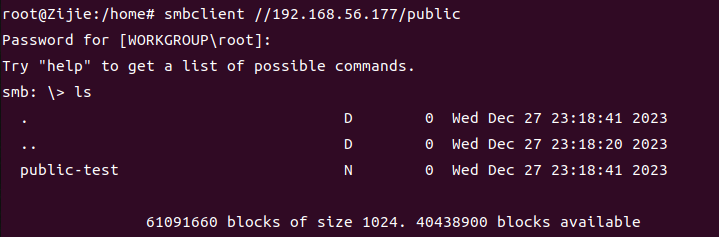 root@Zijie:/home# smbclient //192.168.56.177/public
Password for [WORKGROUP\root]:
Try "help" to get a list of possible commands.
smb: \> ls
  .                                   D        0  Wed Dec 27 23:18:41 2023
  ..                                  D        0  Wed Dec 27 23:18:20 2023
  public-test                         N        0  Wed Dec 27 23:18:41 2023
                61091660 blocks of size 1024. 40438900 blocks available